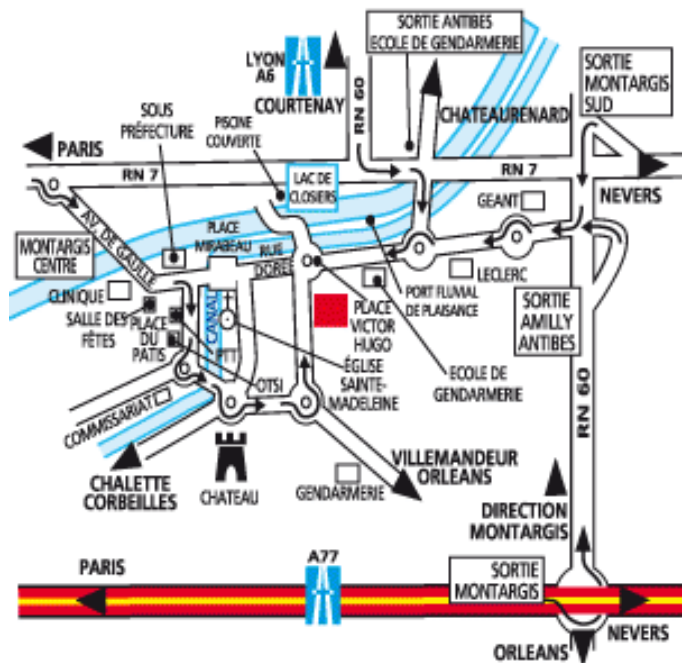 SORTIE ANTIBES
ECOLE DE GENDARMERIE
LYON
A6
COURTENAY
RN 60
CHATEAURENARD
SORTIE
MONTARGIS
SUD
SOUS
PRÉFECTURE
PISCINE
COUVERTE
PARIS
RN 7
RN 7
NEVERS
LAC DE
CLOSIERS
GEANT
AV. DE GAULLE
PLACE
MIRABEAU
RUE
DORÉE
MONTARGIS
CENTRE
LECLERC
CLINIQUE
SALLE DES
FÊTES
PLACE
DU
PATIS
PTT
CANAL
OTSI
PLACE
VICTOR
HUGO
PORT FLUVIAL
DE PLAISANCE
SORTIE
AMILLY
ANTIBES
ÉGLISE
SAINTE-
MADELEINE
ECOLE DE
GENDARMERIE
RN 60
COMMISSARIAT
CHALETTE
CORBEILLES
CHATEAU
GENDARMERIE
VILLEMANDEUR
ORLEANS
DIRECTION
MONTARGIS
PARIS
A77
SORTIE
MONTARGIS
NEVERS
ORLEANS